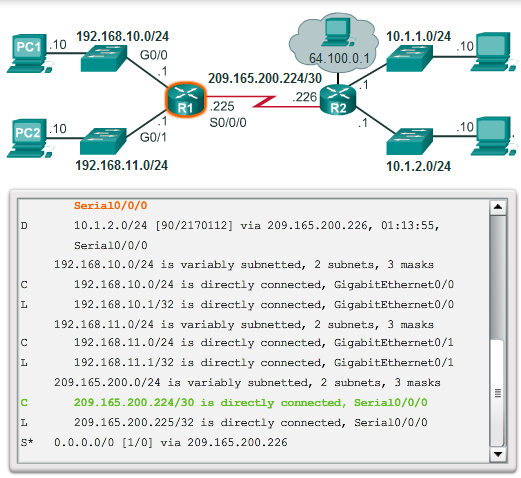 192.168.10.0/24
10.1.1.0/24
PC1
.10
G0/0
.1
64.100.0.1
.10
.1
209.165.200.224/30
.226
R1
.225
R2
S0/0/0
PC2
.10
.1
G0/1
.1
.10
192.168.11.0/24
10.1.2.0/24
Serial0/0/0
D 10.1.2.0/24 [90/2170112] via 209.165.200.226, 01:13:55,
Serial0/0/0
192.168.10.0/24 is variably subnetted, 2 subnets, 3 masks
C 192.168.10.0/24 is directly connected, GigabitEthernet0/0
L 192.168.10.1/32 is directly connected, GigabitEthernet0/0
192.168.11.0/24 is variably subnetted, 2 subnets, 3 masks
C 192.168.11.0/24 is directly connected, GigabitEthernet0/1
L 192.168.11.1/32 is directly connected, GigabitEthernet0/1
209.165.200.0/24 is variably subnetted, 2 subnets, 3 masks
C 209.165.200.224/30 is directly connected, Serial0/0/0
L 209.165.200.225/32 is directly connected, Serial0/0/0
S* 0.0.0.0/0 [1/0] via 209.165.200.226